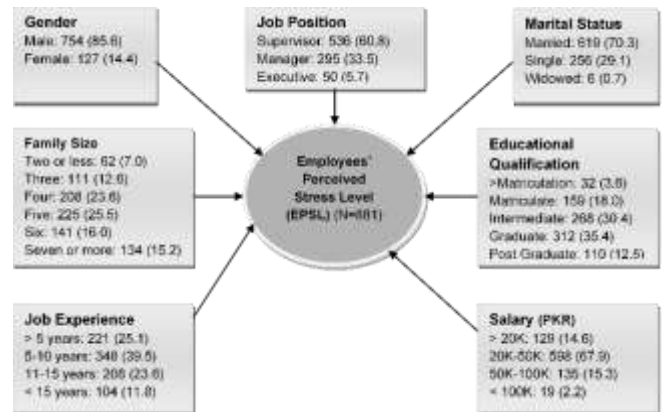 Gender
Male: 754 (85.6)
Female: 127 (14.4)
Job Position
Supervisor: 536 (60.8)
Manager: 295 (33.5)
Executive: 50 (5.7)
Marital Status
Married: 619 (70.3)
Single: 256 (29.1)
Widowed: 6 (0.7)
Family Size
Two or less: 62 (7.0)
Three: 111 (12.6)
Four: 208 (23.6)
Five: 225 (25.5)
Six: 141 (16.0)
Seven or more: 134 (15.2)
Employees'
Perceived
Stress Level
(EPSL) (N=881)
Educational
Qualification
>Matriculation: 32 (3.6)
Matriculate: 159 (18.0)
Intermediate: 268 (30.4)
Graduate: 312 (35.4)
Post Graduate: 110 (12.5)
Job Experience
> 5 years: 221 (25.1)
5-10 years: 348 (39.5)
11-15 years: 208 (23.6)
< 15 years: 104 (11.8)
Salary (PKR)
> 20K: 129 (14.6)
20K-50K: 598 (67.9)
50K-100K: 135 (15.3)
< 100K: 19 (2.2)